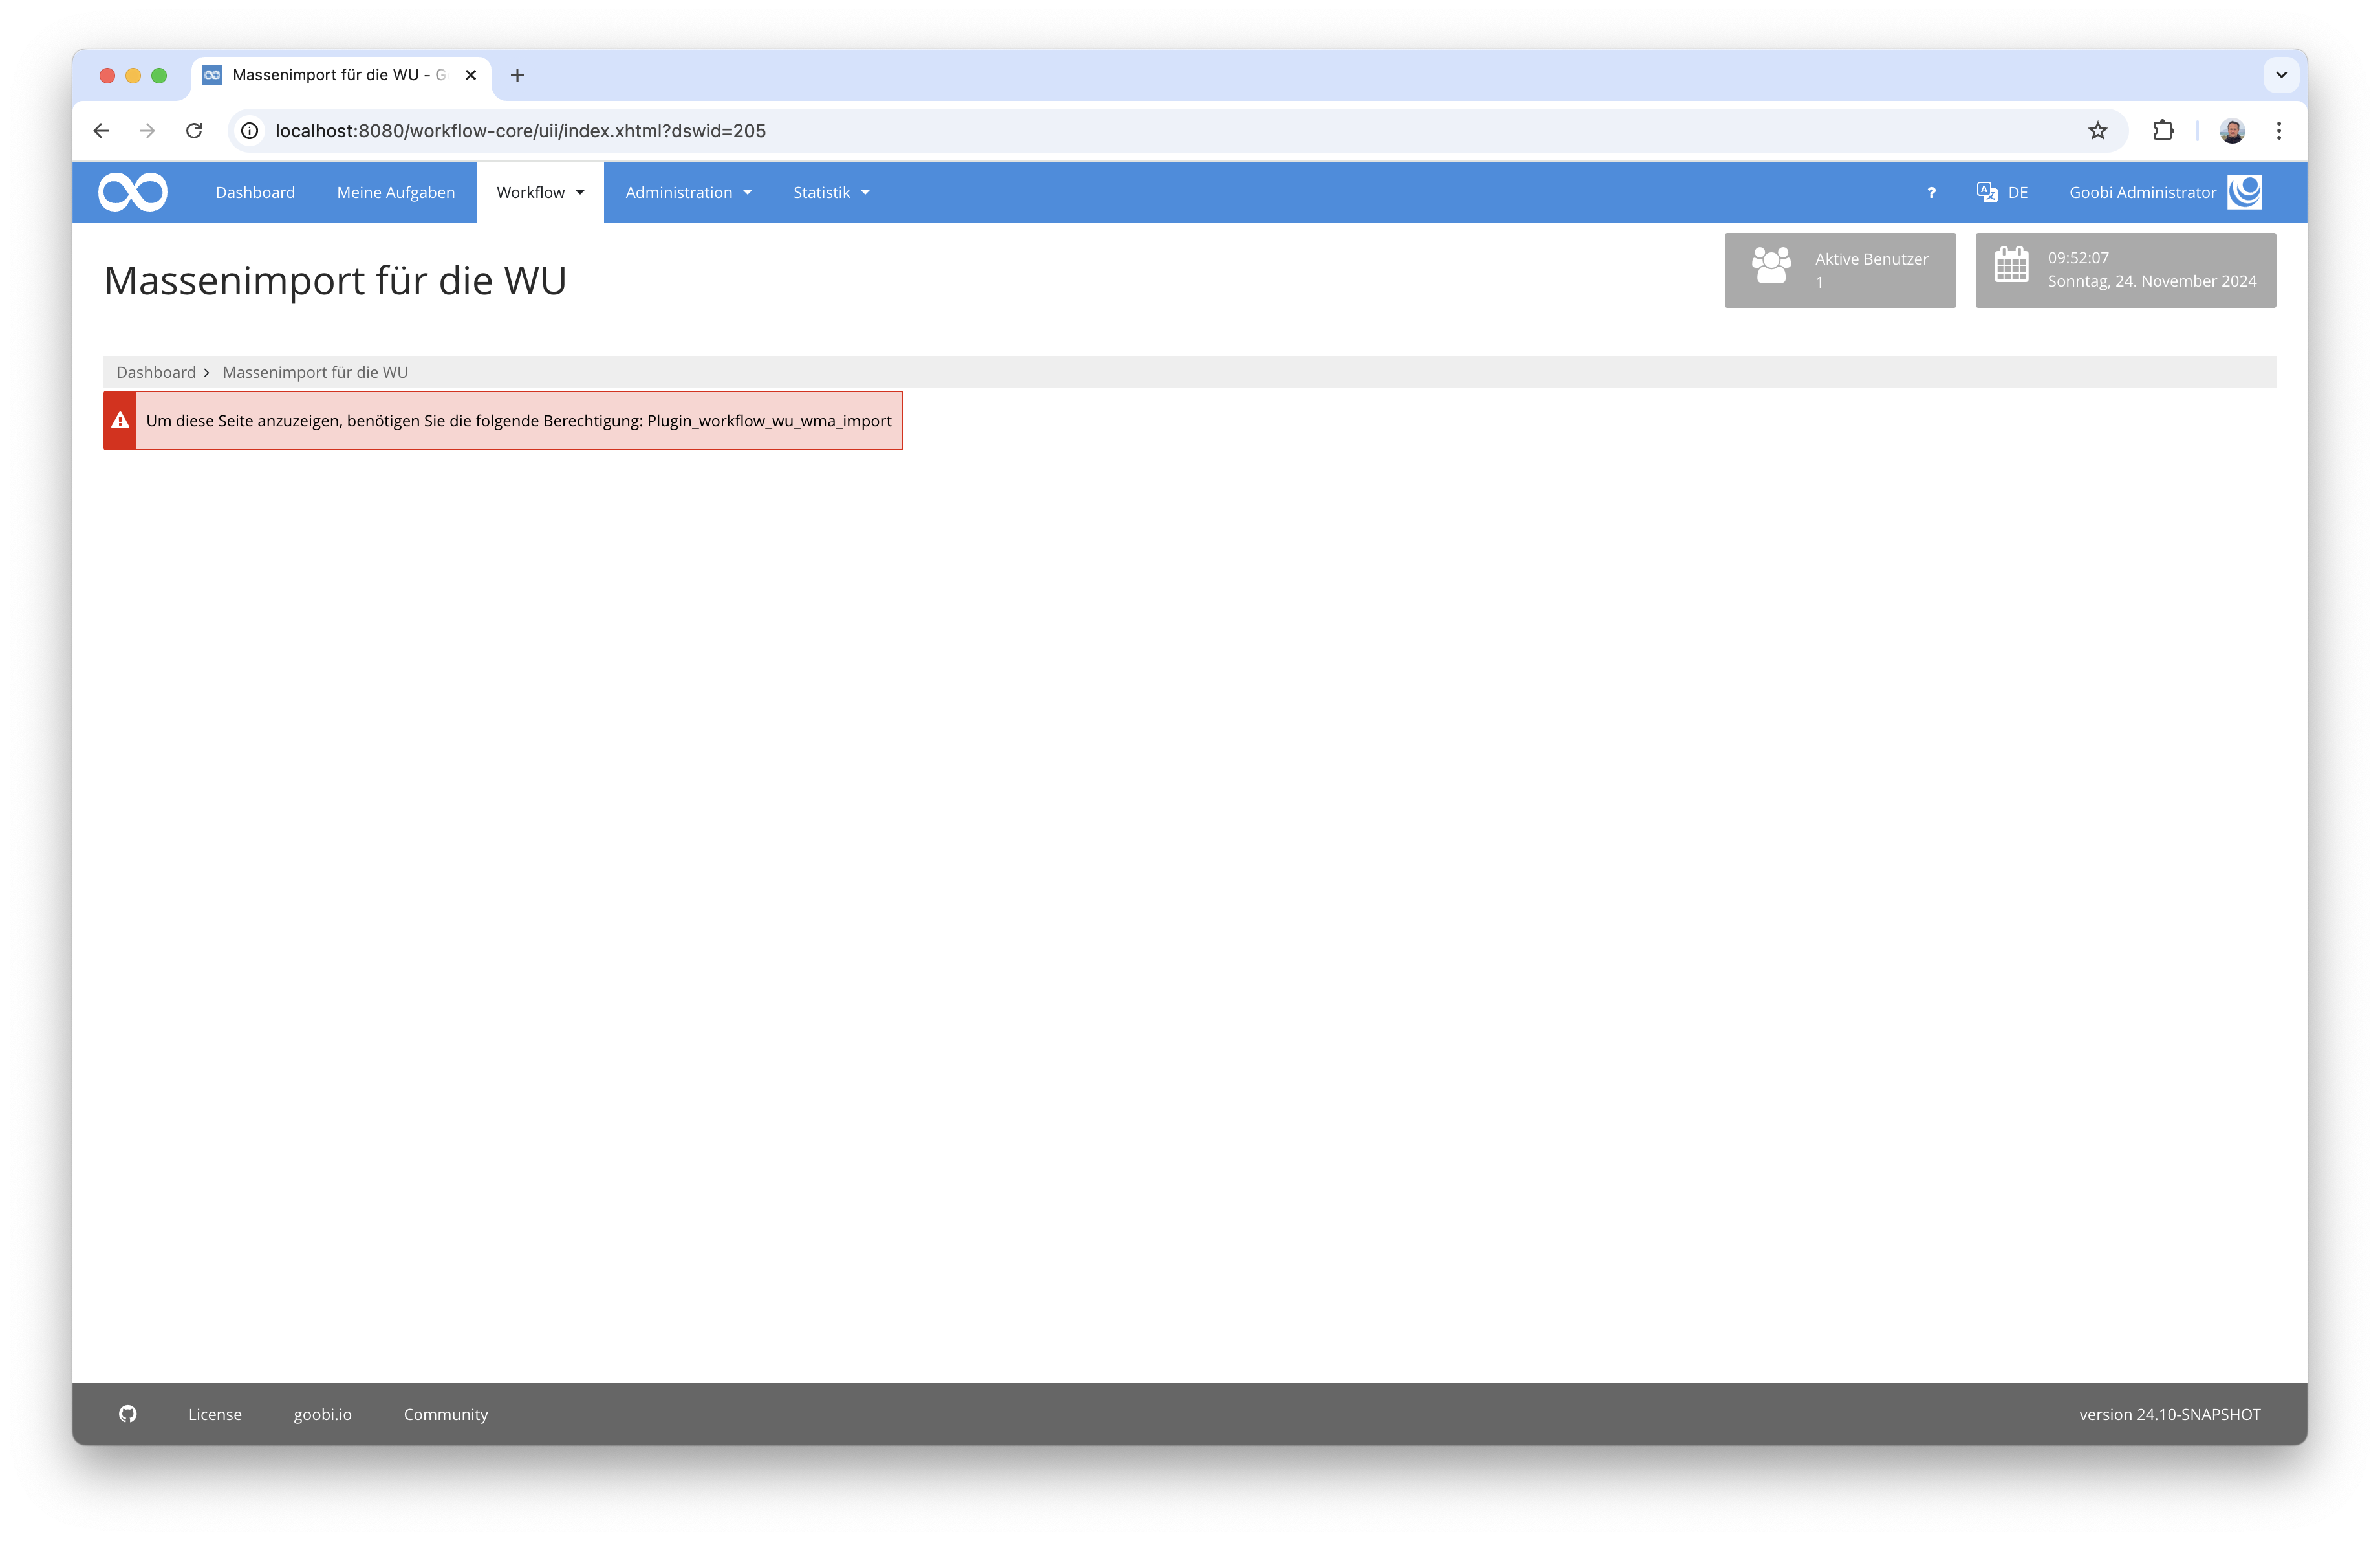 Massenimport für die WU - G
localhost:8080/workflow-core/uii/index.xhtml?dswid=205
Dashboard
Meine Aufgaben
Workflow
Administration
Statistik
?
DE
Goobi Administrator
Massenimport für die WU
Aktive Benutzer
1
09:52:07
Sonntag, 24. November 2024
Dashboard
Massenimport für die WU
Um diese Seite anzuzeigen, benötigen Sie die folgende Berechtigung: Plugin_workflow_wu_wma_import
License
goobi.io
Community
version 24.10-SNAPSHOT